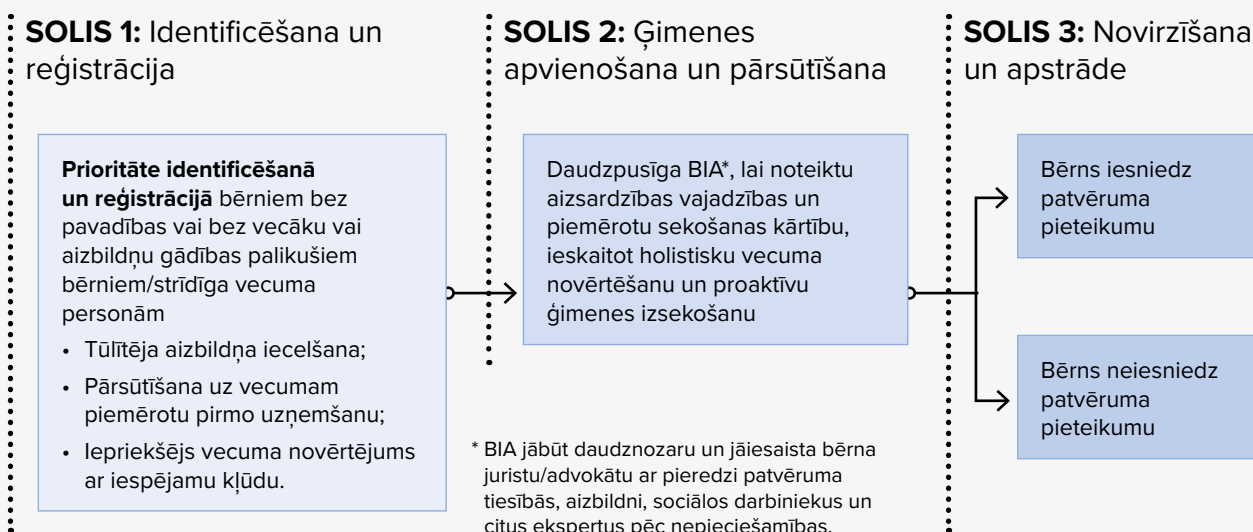 SOLIS 1: Identificēšana un
reģistrācija
Prioritāte identificēšanā
un reģistrācijā bērniem bez
pavadības vai bez vecāku vai
aizbildņu gādības palikušiem
bērniem/strīdīga vecuma
personām
• Tūlītēja aizbildņa iecelšana;
• Pārsūtīšana uz vecumam
piemērotu pirmo uzņemšanu;
• Iepriekšējs vecuma novērtējums
ar iespējamu kļūdu.
SOLIS 2: Ģimenes
apvienošana un pārsūtīšana
Daudzpusīga BIA*, lai noteiktu
aizsardzības vajadzības un
piemērotu sekošanas kārtību,
ieskaitot holistisku vecuma
novērtēšanu un proaktīvu
ģimenes izsekošanu
* BIA jābūt daudznozaru un jāiesaista bērna
juristu/advokātu ar pieredzi patvēruma
tiesībās, aizbildni, sociālos darbiniekus un
citus ekspertus pēc nepieciešamības.
SOLIS 3: Novirzīšana
un apstrāde
Bērns iesniedz
patvēruma
pieteikumu
Bērns neiesniedz
patvēruma
pieteikumu